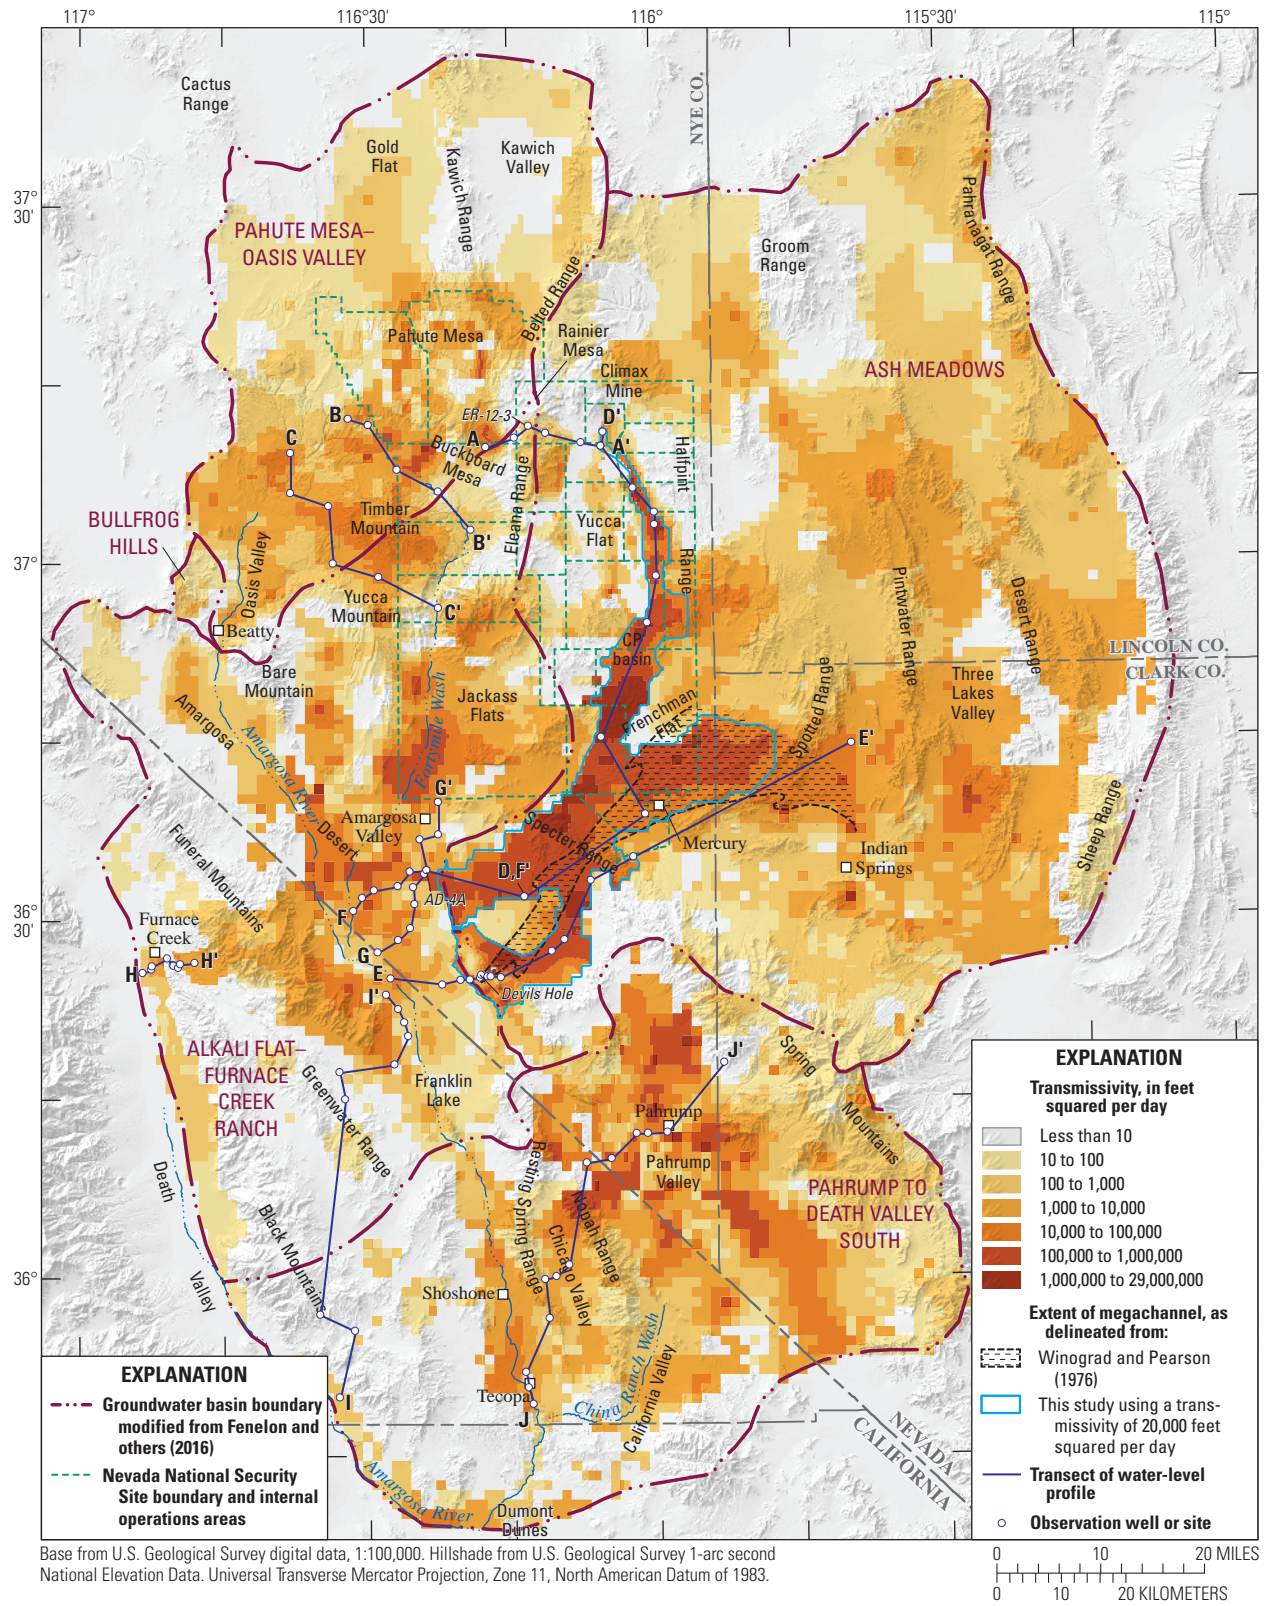 117°
116°30'
116°
115°30'
115°
37°
30'
37°
36°
30'
36°
Cactus
Range
Gold
Flat
Kawich Range
Kawich
Valley
NYE CO.
PAHUTE MESA–
OASIS VALLEY
Groom
Range
Pahranagat Range
Belted Range
Pahute Mesa
Rainier
Mesa
Climax
Mine
ASH MEADOWS
B
ER-12-3
D'
C
A
A'
Buckboard
Mesa
Halfpint
Range
Eleana Range
Timber
Mountain
Yucca
Flat
BULLFROG
HILLS
B'
Oasis Valley
Pintwater Range
Desert Range
Yucca
Mountain
C'
Beatty
CP
basin
LINCOLN CO.
CLARK CO.
Bare
Mountain
Fortymile Wash
Jackass
Flats
Three
Lakes
Valley
Spotted Range
Frenchman
Flat
Amargosa
Desert
Amargosa River
E'
G'
Amargosa
Valley
Sheep Range
Specter Range
Mercury
Indian
Springs
Funeral Mountains
D,F'
AD-4A
F
Furnace
Creek
G
H
H'
E
Devils Hole
I'
ALKALI FLAT–
FURNACE
CREEK
RANCH
J'
Spring
Mountains
Franklin
Lake
Greenwater Range
Pahrump
Pahrump
Valley
Death
Valley
Resting Spring Range
Nopah Range
Chicago Valley
PAHRUMP TO
DEATH VALLEY
SOUTH
Black Mountains
Shoshone
China Ranch Wash
California Valley
Tecopa
I
J
NEVADA
CALIFORNIA
Amargosa River
Dumont
Dunes
EXPLANATION
Transmissivity, in feet
squared per day
Less than 10
10 to 100
100 to 1,000
1,000 to 10,000
10,000 to 100,000
100,000 to 1,000,000
1,000,000 to 29,000,000
Extent of megachannel, as
delineated from:
Winograd and Pearson
(1976)
This study using a trans-
missivity of 20,000 feet
squared per day
Transect of water-level
profile
Observation well or site
EXPLANATION
Groundwater basin boundary
modified from Fenelon and
others (2016)
Nevada National Security
Site boundary and internal
operations areas
Base from U.S. Geological Survey digital data, 1:100,000. Hillshade from U.S. Geological Survey 1-arc second
National Elevation Data. Universal Transverse Mercator Projection, Zone 11, North American Datum of 1983.
0 10 20 MILES
0 10 20 KILOMETERS